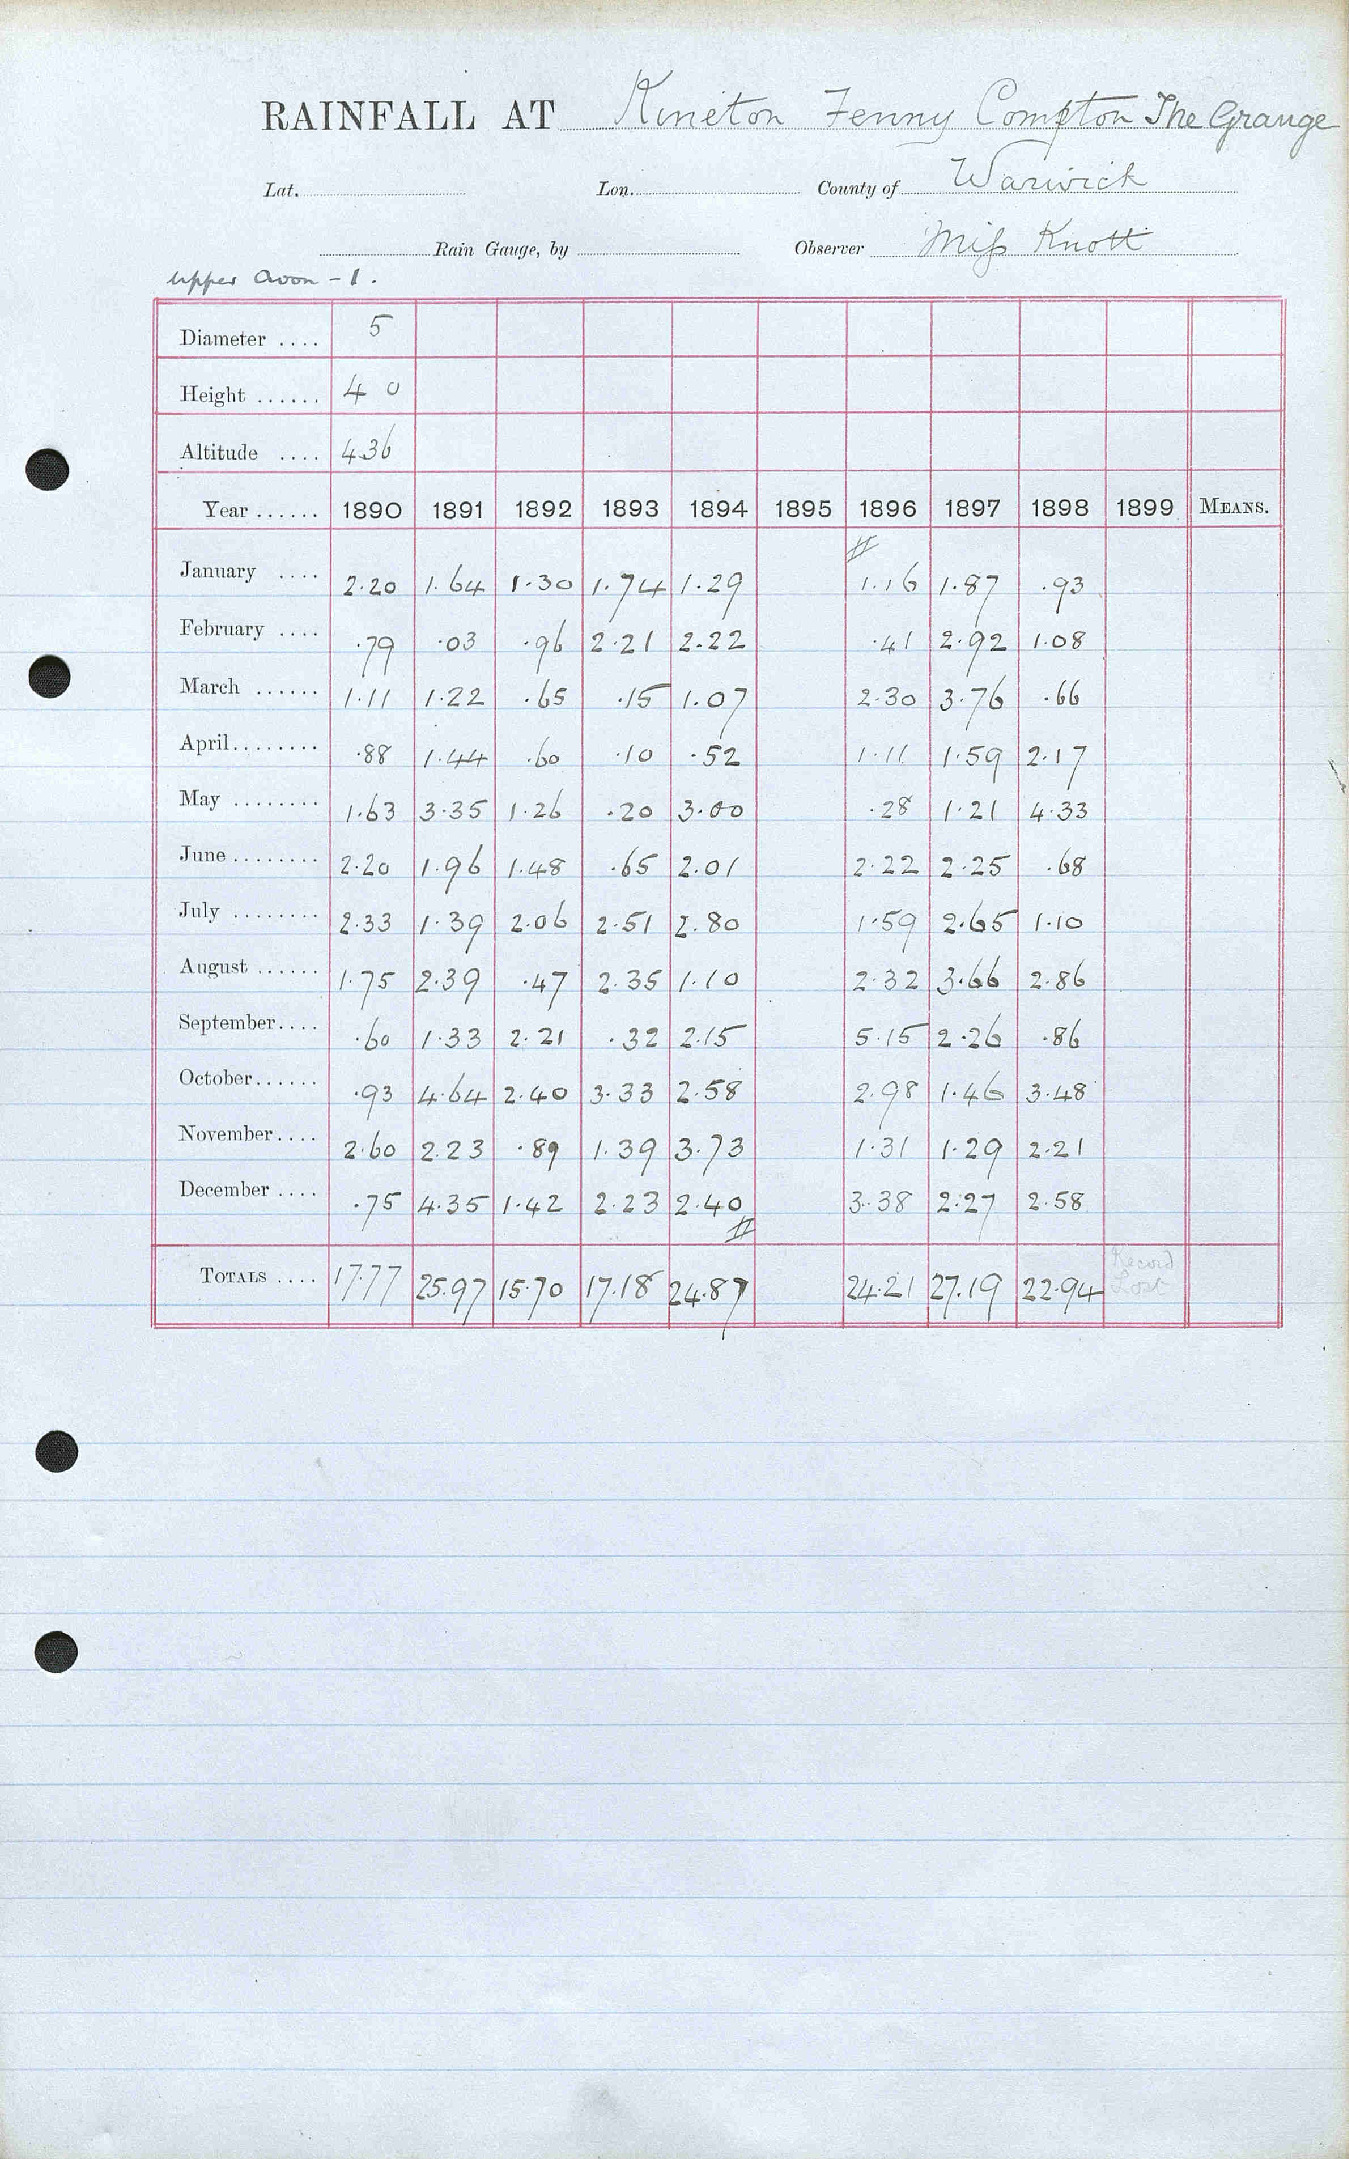 RAINFALL AT Kineton Fenny Compton The Grange
Lat. Lon. County of Warwick
Rain Gauge, by Observer Miss Knott
Upper Avon - 1.
Diameter .... 5
Height ...... 4 0
Altitude .... 436
Year ...... 1890 1891 1892 1893 1894 1895 1896 1897 1898 1899 MEANS.
#
January .... 2.20 1.64 1.30 1.74 1.29 1.16 1.87 .93
February .... .79 .03 .96 2.21 2.22 .41 2.92 1.08
March ...... 1.11 1.22 .65 .15 1.07 2.30 3.76 .66
April........ .88 1.44 .60 .10 .52 1.11 1.59 2.17
May ........ 1.63 3.35 1.26 .20 3.00 .28 1.21 4.33
June ........ 2.20 1.96 1.48 .65 2.01 2.22 2.25 .68
July ........ 2.33 1.39 2.06 2.51 2.80 1.59 2.65 1.10
August ...... 1.75 2.39 .47 2.35 1.10 2.32 3.66 2.86
September.... .60 1.33 2.21 .32 2.15 5.15 2.26 .86
October...... .93 4.64 2.40 3.33 2.58 2.98 1.46 3.48
November.... 2.60 2.23 .89 1.39 3.73 1.31 1.29 2.21
December .... .75 4.35 1.42 2.23 2.40 3.38 2.27 2.58
#
TOTALS .... 17.77 25.97 15.70 17.18 24.87 24.21 27.19 22.94 Record
Lost